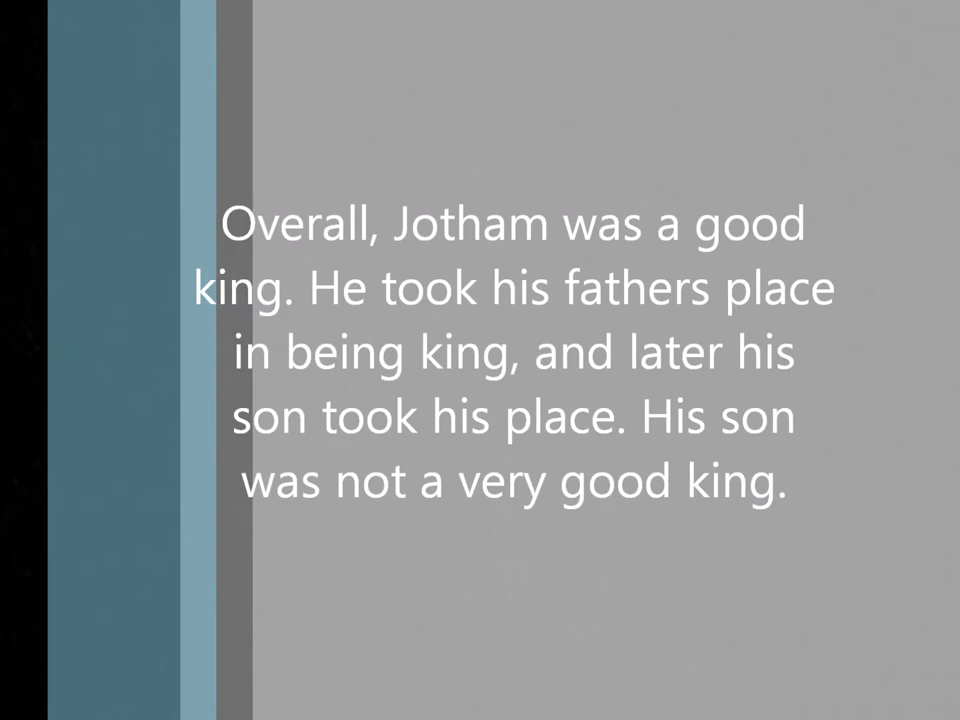 Overall, Jotham was a good
king. He took his fathers place
in being king, and later his
son took his place. His son
was not a very good king.